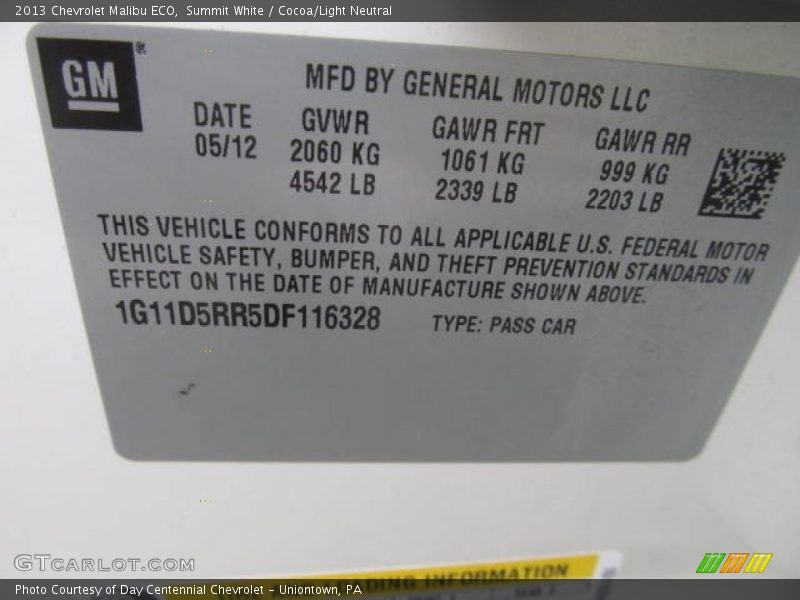 2013 Chevrolet Malibu ECO,  Summit White / Cocoa/Light Neutral
GM ®
MFD BY GENERAL MOTORS LLC
DATE GVWR GAWR FRT GAWR RR
05/12 2060 KG 1061 KG 999 KG
4542 LB 2339 LB 2203 LB
THIS VEHICLE CONFORMS TO ALL APPLICABLE U.S. FEDERAL MOTOR
VEHICLE SAFETY, BUMPER, AND THEFT PREVENTION STANDARDS IN
EFFECT ON THE DATE OF MANUFACTURE SHOWN ABOVE.
1G11D5RR5DF116328 TYPE: PASS CAR
GTCARLOT.COM
LOADING INFORMATION
Photo Courtesy of Day Centennial Chevrolet - Uniontown, PA